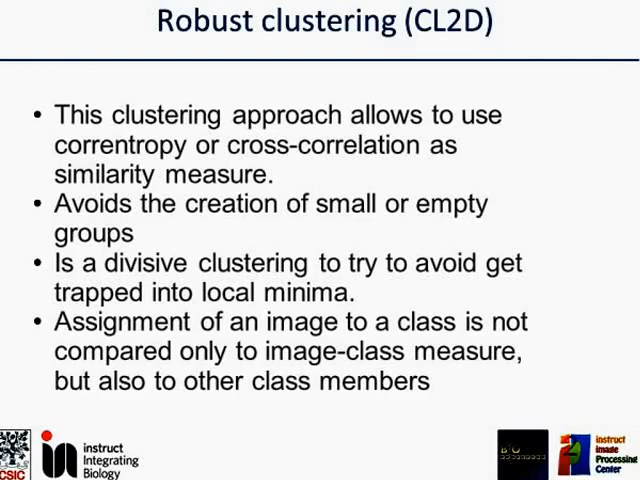 Robust clustering (CL2D)
• This clustering approach allows to use
correntropy or cross-correlation as
similarity measure.
• Avoids the creation of small or empty
groups
• Is a divisive clustering to try to avoid get
trapped into local minima.
• Assignment of an image to a class is not
compared only to image-class measure,
but also to other class members
CSIC
instruct
Integrating
Biology
instruct
Image
Processing
Center